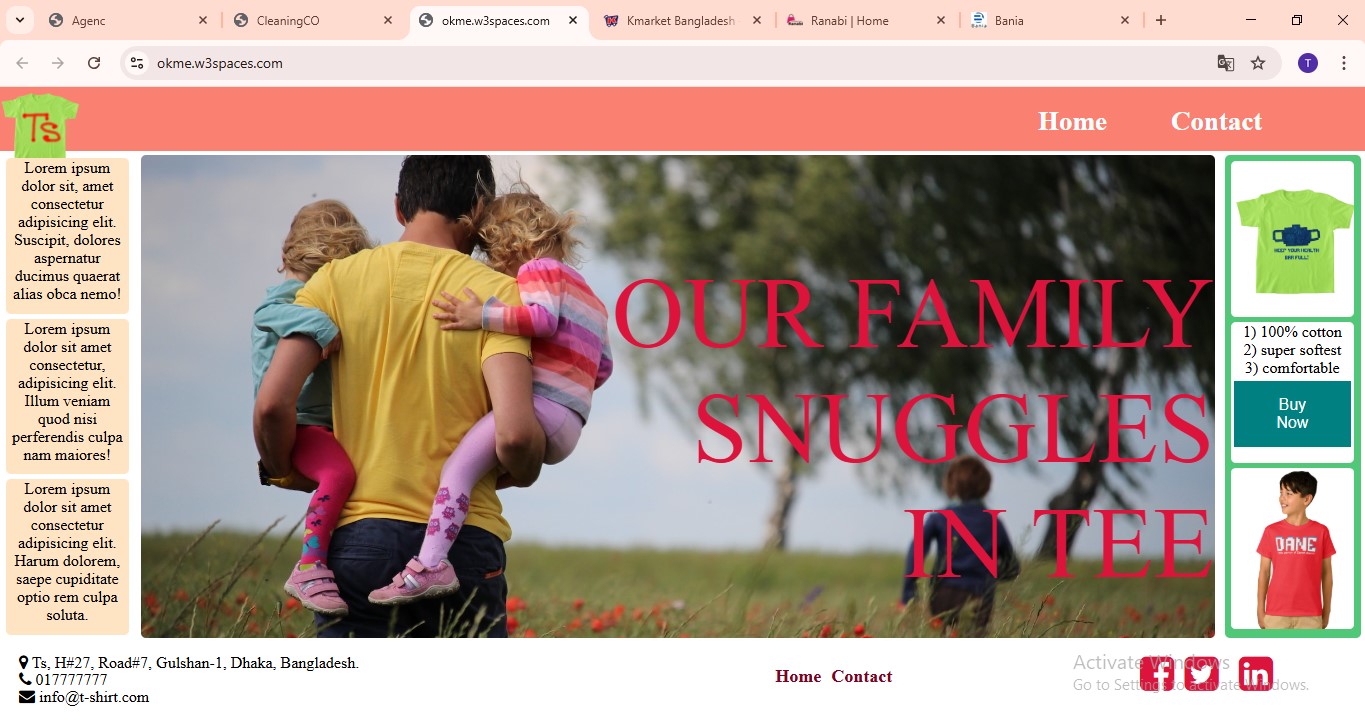 Agenc
CleaningCO
okme.w3spaces.com
Kmarket Bangladesh
Ranabi | Home
Bania
okme.w3spaces.com
T
Ts
Home
Contact
Lorem ipsum
dolor sit, amet
consectetur
adipisicing elit.
Suscipit, dolores
aspernatur
ducimus quaerat
alias obca nemo!
Lorem ipsum
dolor sit amet
consectetur,
adipisicing elit.
Illum veniam
quod nisi
perferendis culpa
nam maiores!
Lorem ipsum
dolor sit amet
consectetur
adipisicing elit.
Harum dolorem,
saepe cupiditate
optio rem culpa
soluta.
OUR FAMILY
SNUGGLES
IN TEE
KEEP YOUR HEALTH
BAR FULL!
1) 100% cotton
2) super softest
3) comfortable
Buy
Now
DANE
Ts, H#27, Road#7, Gulshan-1, Dhaka, Bangladesh.
017777777
info@t-shirt.com
Home Contact
Activate Windows
Go to Settings to activate Windows.